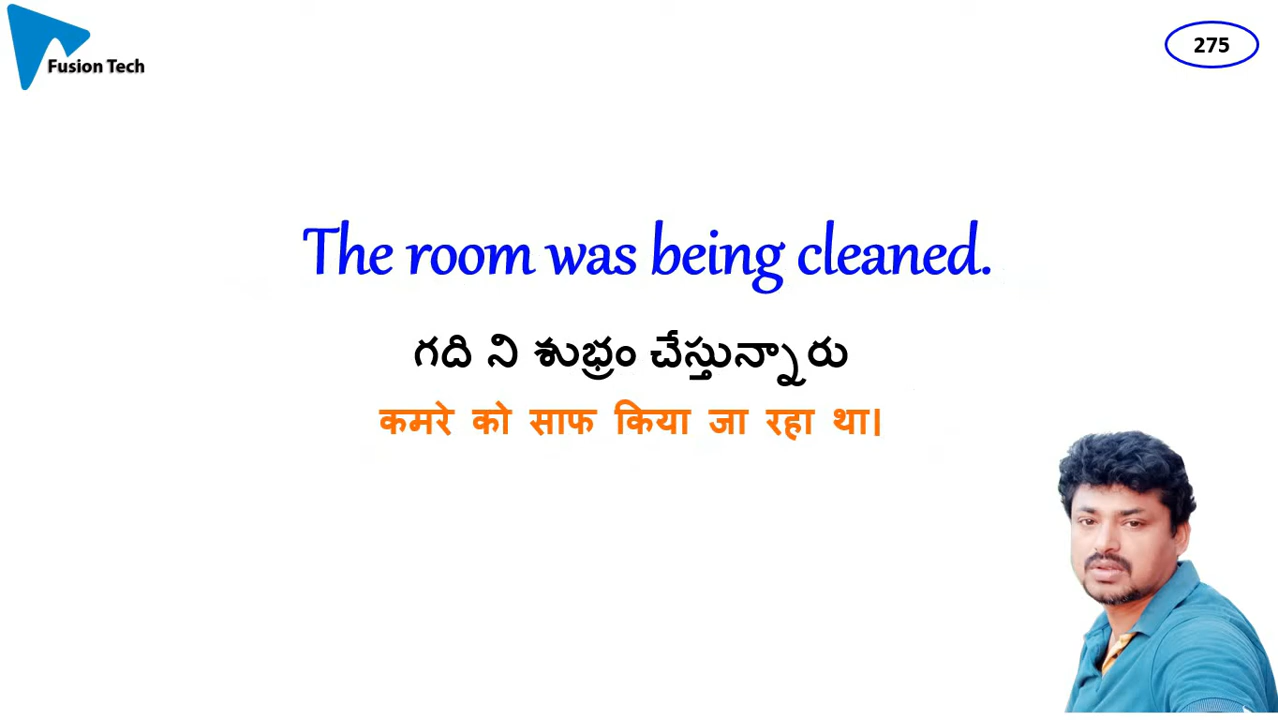 Fusion Tech
275
The room was being cleaned.
గది ని శుభ్రం చేస్తున్నారు
कमरे को साफ किया जा रहा था।